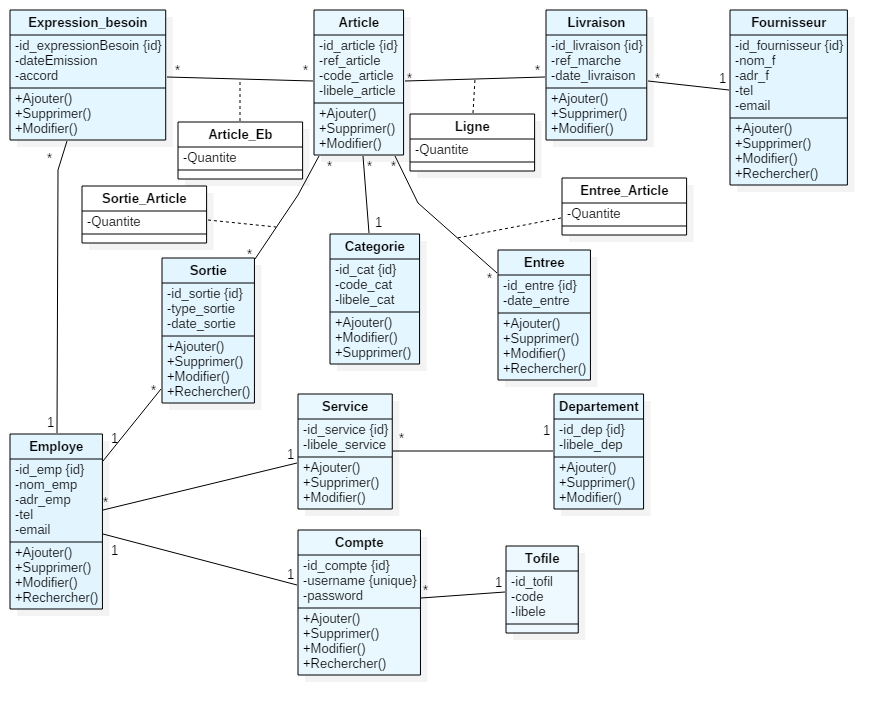 Expression_besoin
-id_expressionBesoin {id}
-dateEmission
-accord
+Ajouter()
+Supprimer()
+Modifier()
*
*
Article
-id_article {id}
-ref_article
-code_article
-libele_article
+Ajouter()
+Supprimer()
+Modifier()
*
*
Livraison
-id_livraison {id}
-ref_marche
-date_livraison
+Ajouter()
+Supprimer()
+Modifier()
*
1
Fournisseur
-id_fournisseur {id}
-nom_f
-adr_f
-tel
-email
+Ajouter()
+Supprimer()
+Modifier()
+Rechercher()
Article_Eb
-Quantite
Ligne
-Quantite
*
*
*
*
Sortie_Article
-Quantite
Entree_Article
-Quantite
1
*
*
Categorie
-id_cat {id}
-code_cat
-libele_cat
+Ajouter()
+Modifier()
+Supprimer()
Sortie
-id_sortie {id}
-type_sortie
-date_sortie
+Ajouter()
+Supprimer()
+Modifier()
+Rechercher()
Entree
-id_entre {id}
-date_entre
+Ajouter()
+Supprimer()
+Modifier()
+Rechercher()
*
1
1
Employe
-id_emp {id}
-nom_emp
-adr_emp
-tel
-email
+Ajouter()
+Supprimer()
+Modifier()
+Rechercher()
*
1
Service
-id_service {id}
-libele_service
+Ajouter()
+Supprimer()
+Modifier()
*
1
Departement
-id_dep {id}
-libele_dep
+Ajouter()
+Supprimer()
+Modifier()
1
1
Compte
-id_compte {id}
-username {unique}
-password
+Ajouter()
+Supprimer()
+Modifier()
+Rechercher()
*
1
Tofile
-id_tofil
-code
-libele